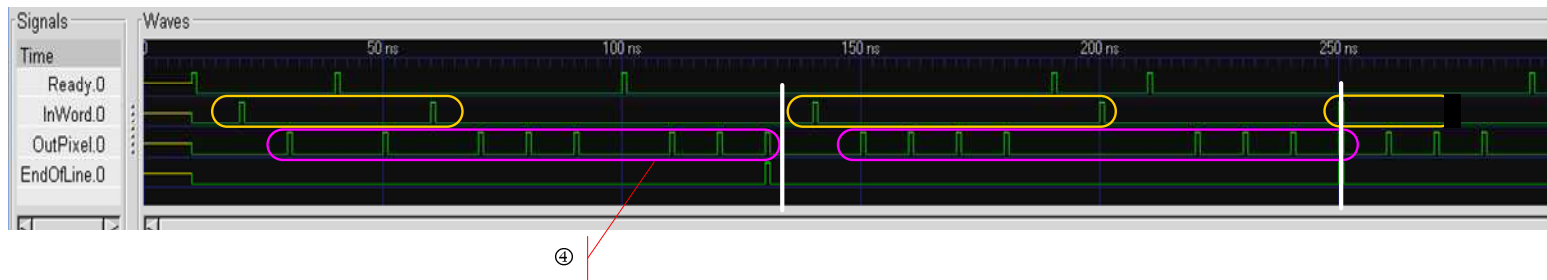 Signals Waves
Time
50 ns 100 ns 150 ns 200 ns 250 ns
Ready.0
InWord.0
OutPixel.0
EndOfLine.0
④